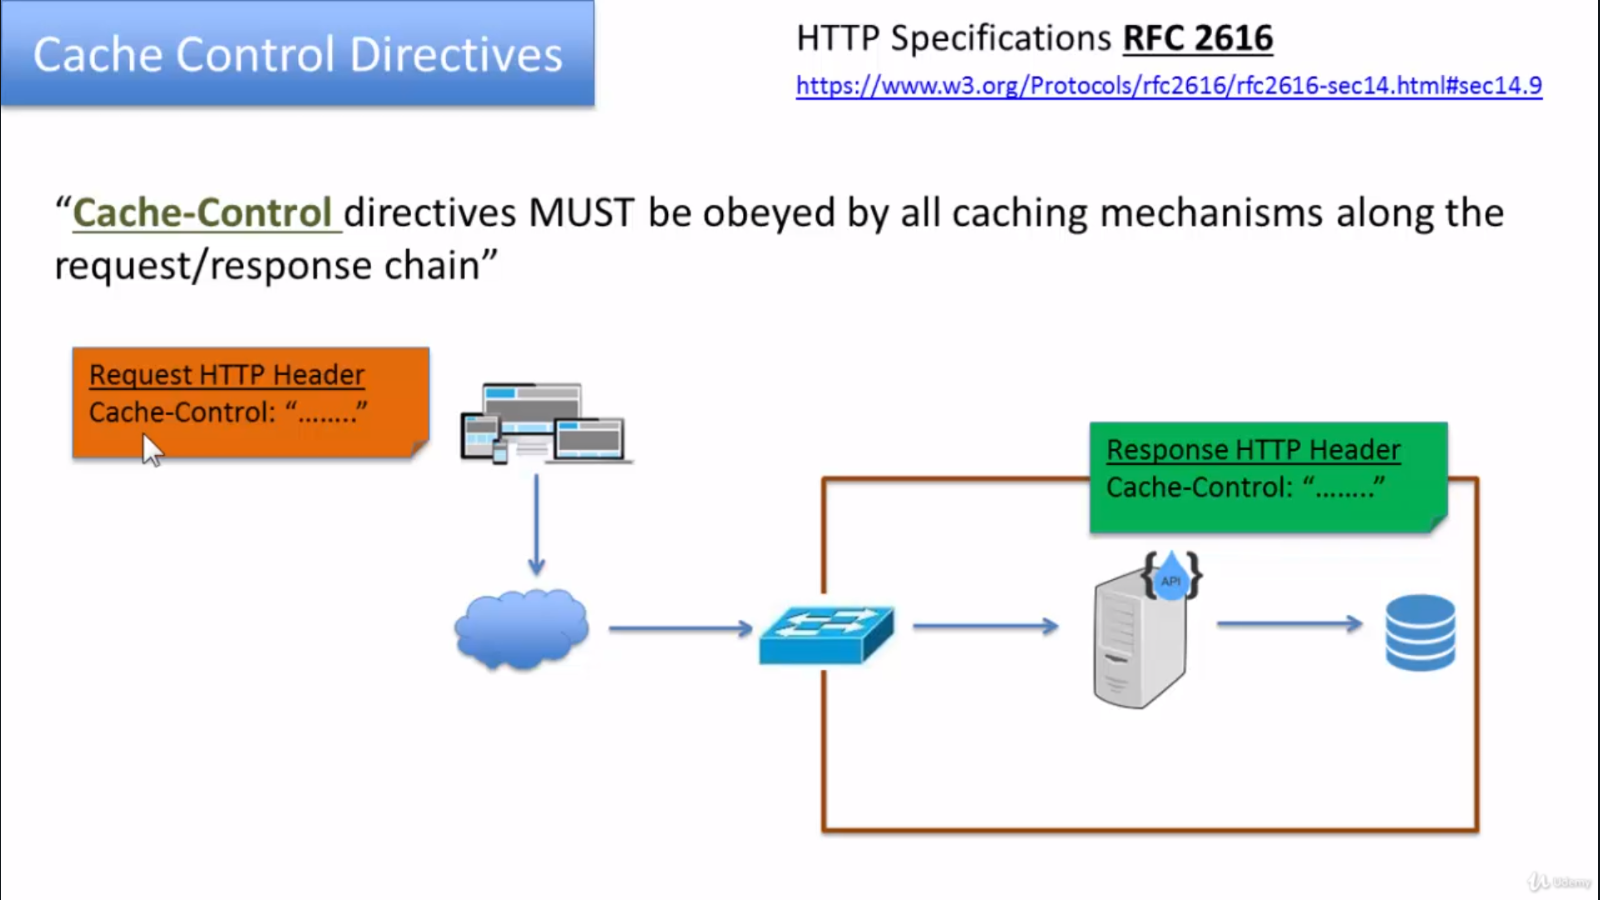 Cache Control Directives
HTTP Specifications RFC 2616
https://www.w3.org/Protocols/rfc2616/rfc2616-sec14.html#sec14.9
“Cache-Control directives MUST be obeyed by all caching mechanisms along the
request/response chain”
Request HTTP Header
Cache-Control: “........”
Response HTTP Header
Cache-Control: “........”
{API}
Udemy